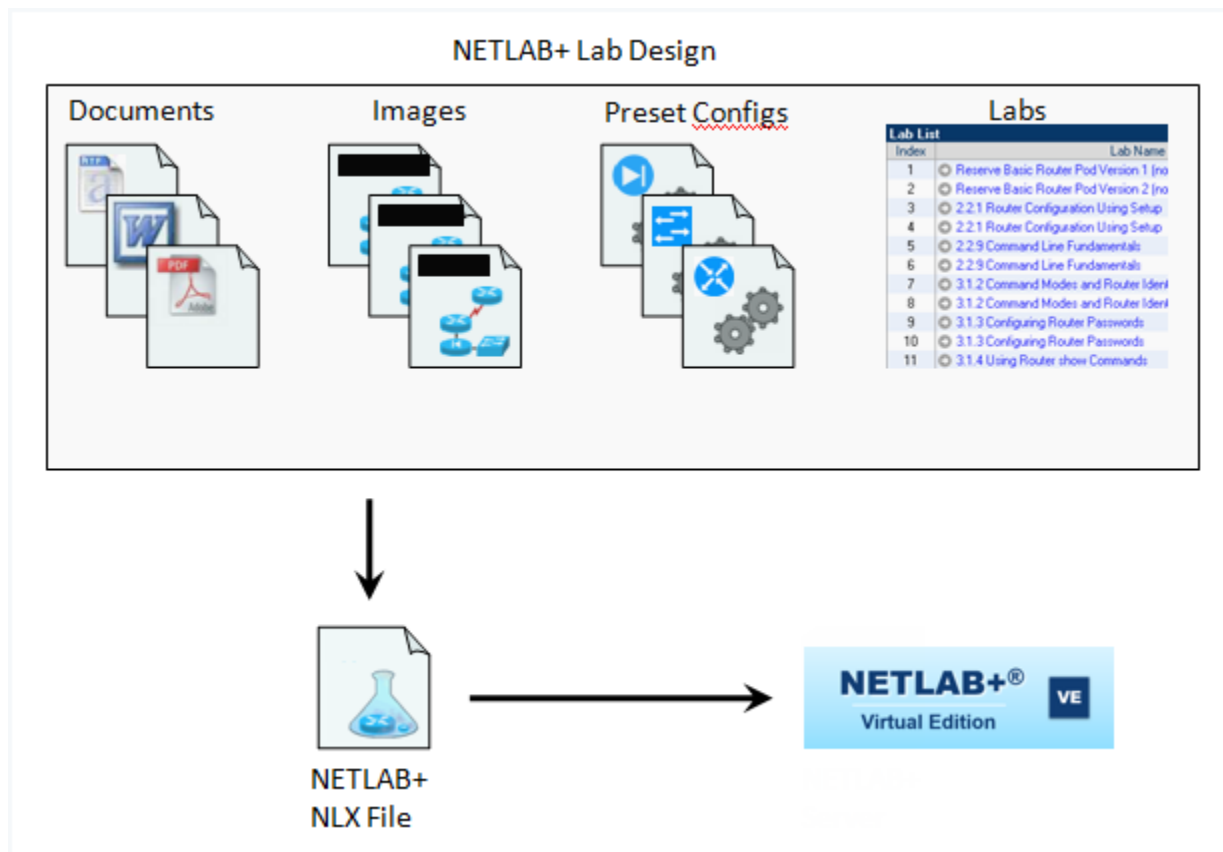 NETLAB+ Lab Design
Documents
Images
Preset Configs
Labs
HTP
W
PDF
Adobe
Lab List
Index Lab Name
1 Reserve Basic Router Pod Version 1 (no
2 Reserve Basic Router Pod Version 2 (no
3 2.2.1 Router Configuration Using Setup
4 2.2.1 Router Configuration Using Setup
5 2.2.9 Command Line Fundamentals
6 2.2.9 Command Line Fundamentals
7 3.1.2 Command Modes and Router Ident
8 3.1.2 Command Modes and Router Ident
9 3.1.3 Configuring Router Passwords
10 3.1.3 Configuring Router Passwords
11 3.1.4 Using Router show Commands
NETLAB+
NLX File
NETLAB+®
VE
Virtual Edition